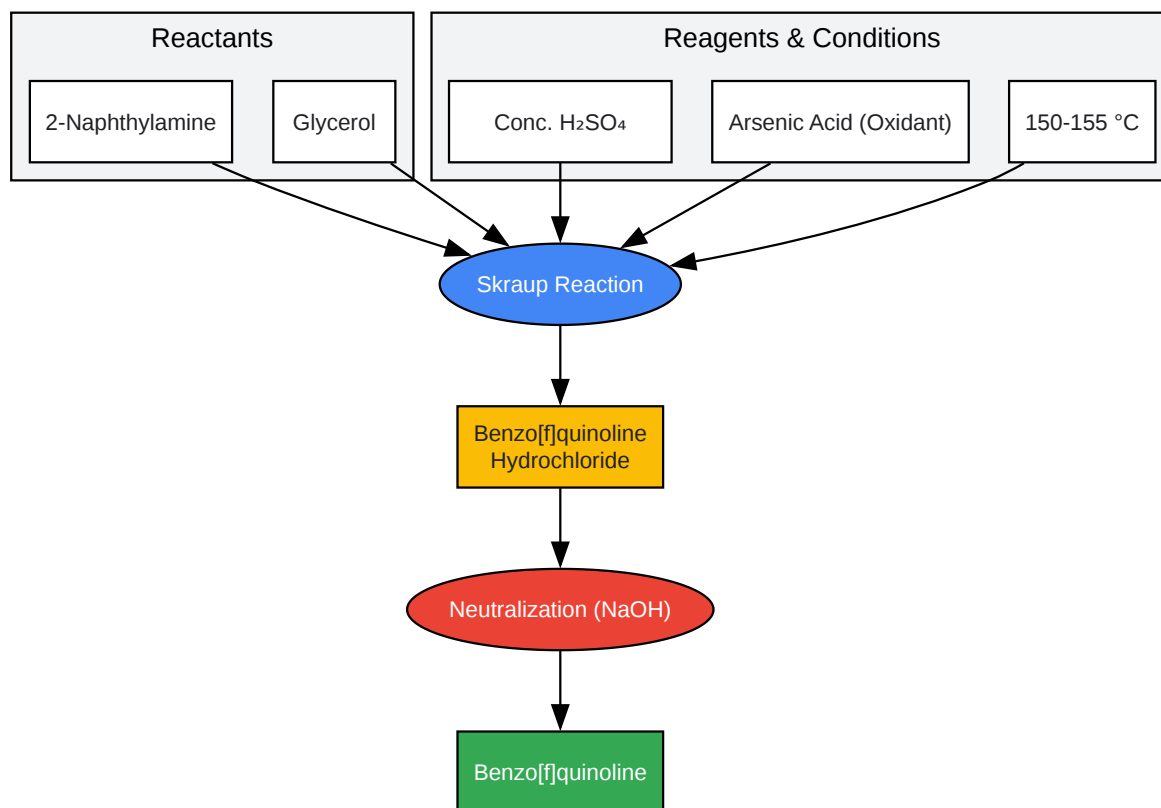 Reactants
Reagents & Conditions
2-Naphthylamine
Glycerol
Conc. H₂SO₄
Arsenic Acid (Oxidant)
150-155 °C
Skraup Reaction
Benzo[f]quinoline
Hydrochloride
Neutralization (NaOH)
Benzo[f]quinoline